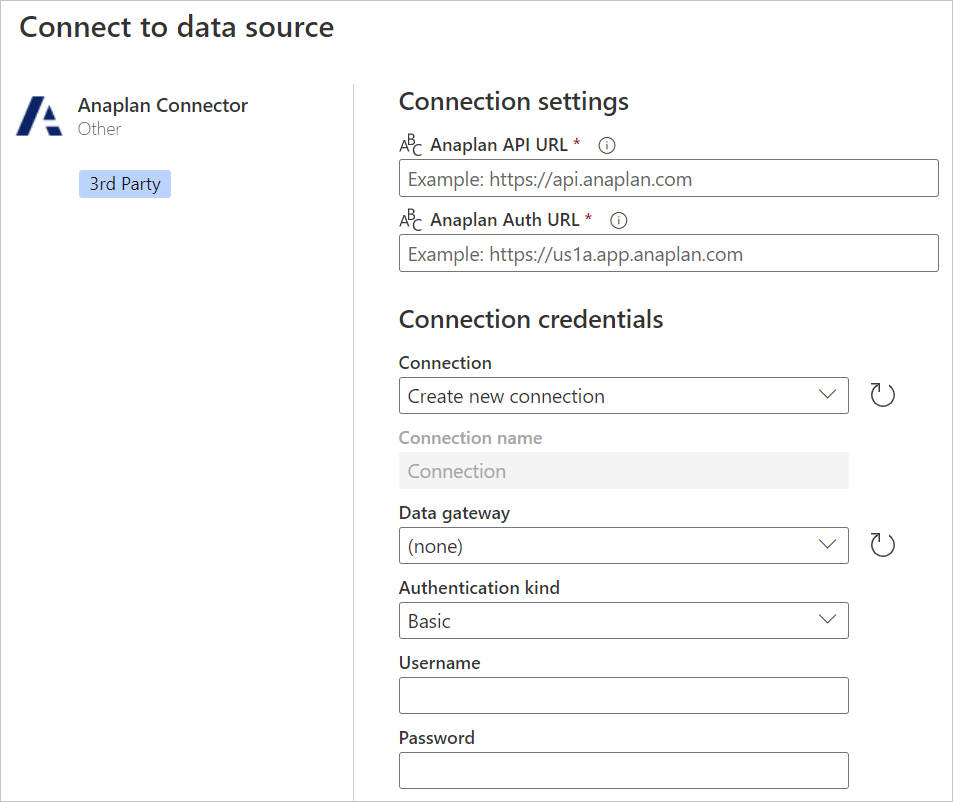 Connect to data source
Anaplan Connector
Other
3rd Party
Connection settings
ABC Anaplan API URL *
Example: https://api.anaplan.com
ABC Anaplan Auth URL *
Example: https://us1a.app.anaplan.com
Connection credentials
Connection
Create new connection
Connection name
Connection
Data gateway
(none)
Authentication kind
Basic
Username
Password